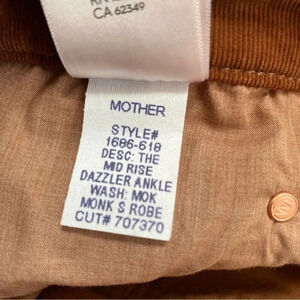 CA 62349
MOTHER
STYLE#
1686-618
DESC: THE
MID RISE
DAZZLER ANKLE
WASH: MOK
MONK S ROBE
CUT# 707370